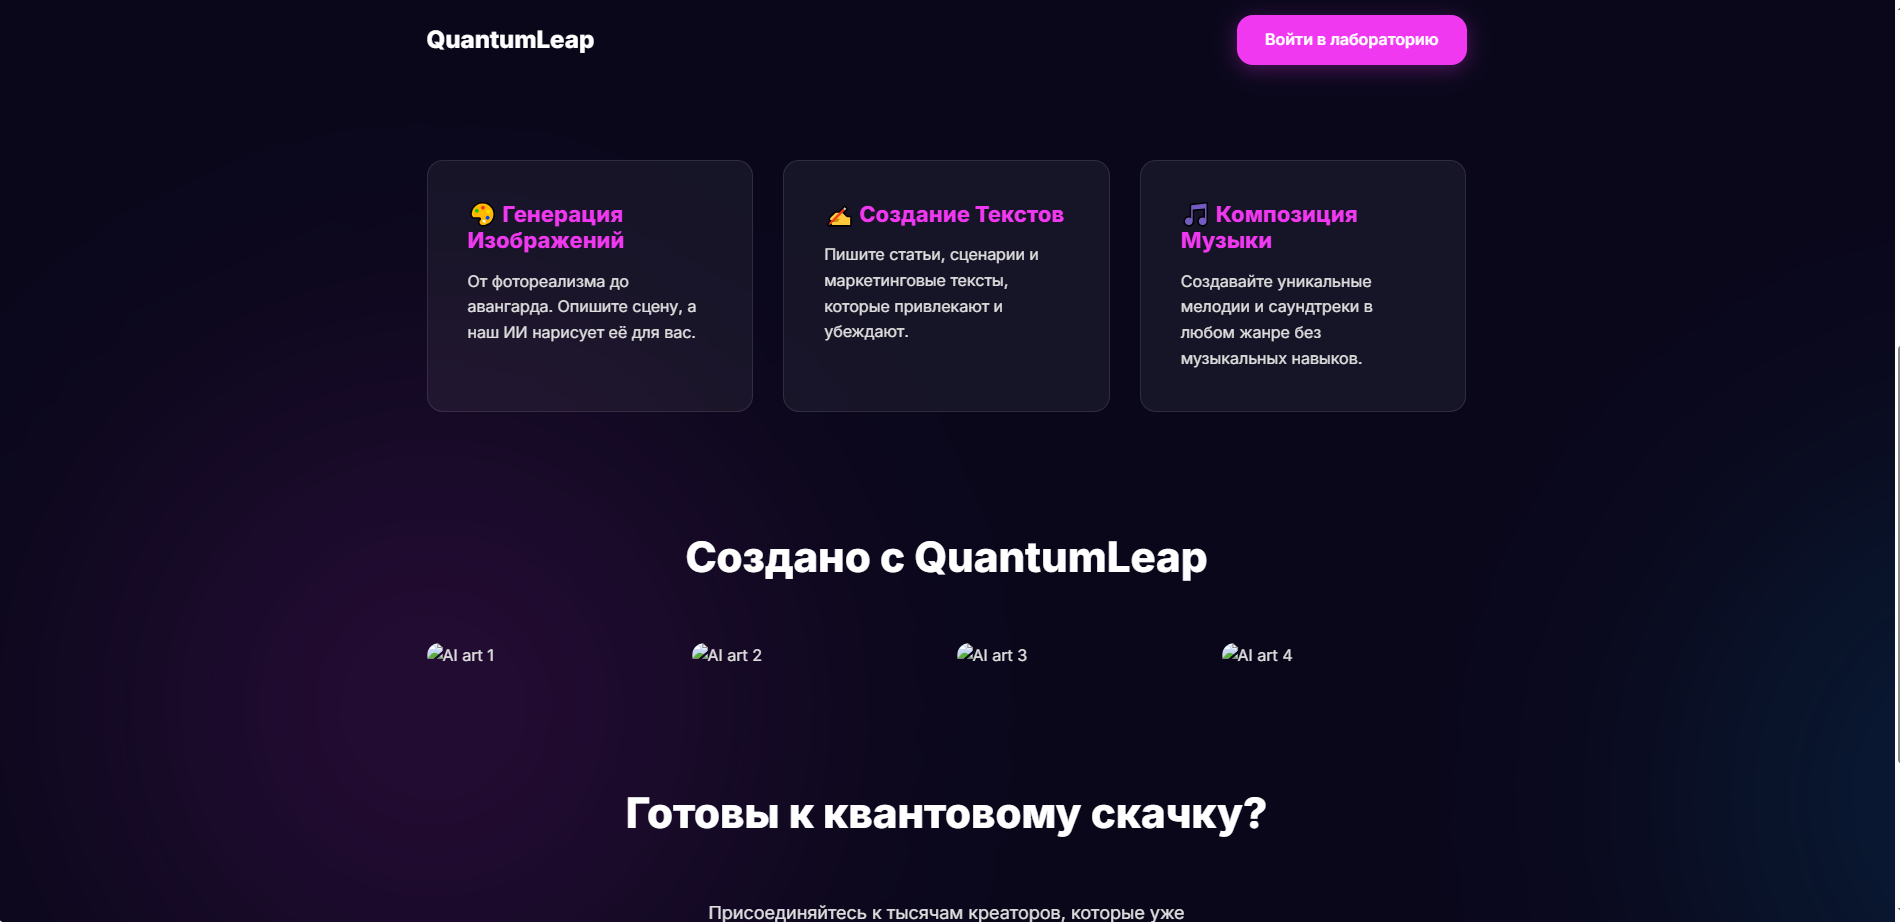 QuantumLeap
Войти в лабораторию
🎨 Генерация
Изображений
От фотореализма до
авангарда. Опишите сцену, а
наш ИИ нарисует её для вас.
✍️ Создание Текстов
Пишите статьи, сценарии и
маркетинговые тексты,
которые привлекают и
убеждают.
🎵 Композиция
Музыки
Создавайте уникальные
мелодии и саундтреки в
любом жанре без
музыкальных навыков.
Создано с QuantumLeap
AI art 1
AI art 2
AI art 3
AI art 4
Готовы к квантовому скачку?
Присоединяйтесь к тысячам креаторов, которые уже